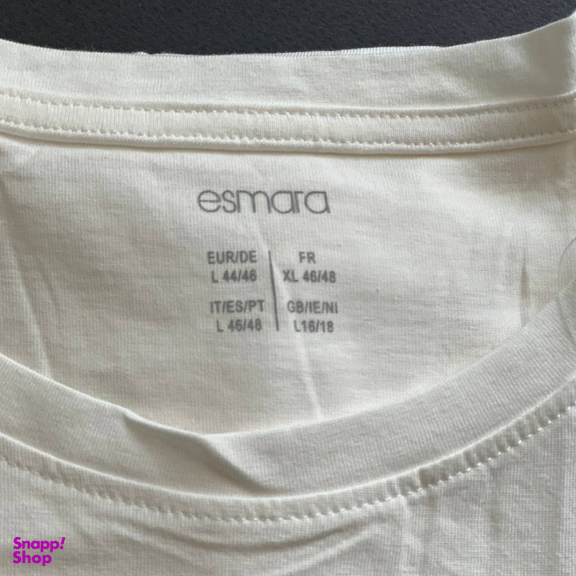 esmara
EUR/DE FR
L 44/46 XL 46/48
IT/ES/PT GB/IE/NI
L 46/48 L16/18
Snapp!
Shop